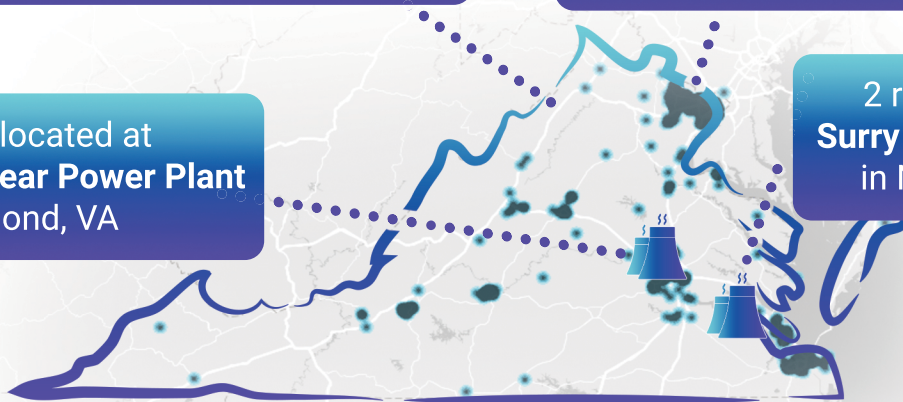 located at
ear Power Plant
ond, VA
2 r
Surry
in